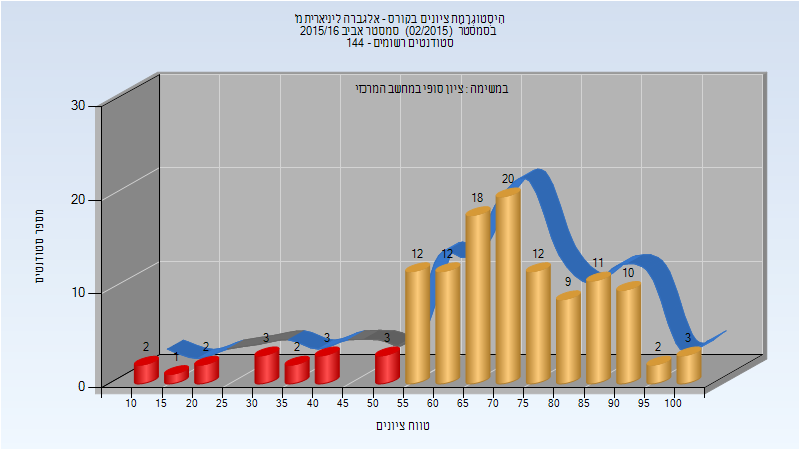 היסטוגרמת ציונים בקורס - אלגברה ליניארית מ'
בסמסטר (02/2015) סמסטר אביב 2015/16
סטודנטים רשומים - 144
במשימה : ציון סופי במחשב המרכזי
30
20
10
0
מספר סטודנטים
2 1 2 3 2 3 3 12 12 18 20 12 9 11 10 2 3
10 15 20 25 30 35 40 45 50 55 60 65 70 75 80 85 90 95 100
טווח ציונים